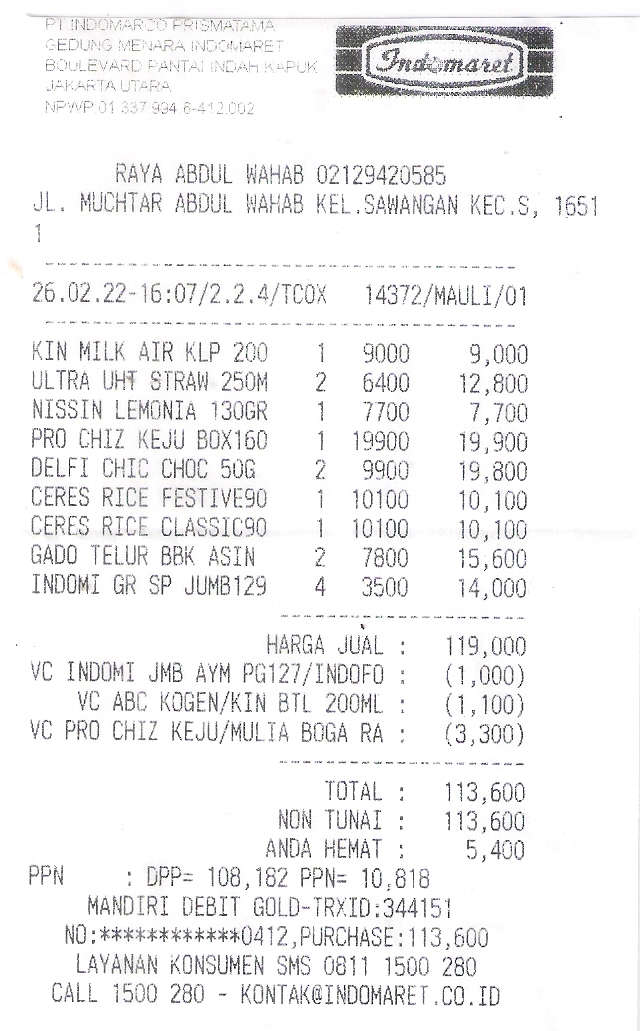 PT INDOMARCO PRISMATAMA
GEDUNG MENARA INDOMARET
BOULEVARD PANTAI INDAH KAPUK
JAKARTA UTARA
NPWP 01 337 994 6-412.002
Indomaret
RAYA ABDUL WAHAB 02129420585
JL. MUCHTAR ABDUL WAHAB KEL.SAWANGAN KEC.S, 1651
1
26.02.22-16:07/2.2.4/TCOX 14372/MAULI/01
KIN MILK AIR KLP 200 1 9000 9,000
ULTRA UHT STRAW 250M 2 6400 12,800
NISSIN LEMONIA 130GR 1 7700 7,700
PRO CHIZ KEJU BOX160 1 19900 19,900
DELFI CHIC CHOC 50G 2 9900 19,800
CERES RICE FESTIVE90 1 10100 10,100
CERES RICE CLASSIC90 1 10100 10,100
GADO TELUR BBK ASIN 2 7800 15,600
INDOMI GR SP JUMB129 4 3500 14,000
HARGA JUAL : 119,000
VC INDOMI JMB AYM PG127/INDOFO : (1,000)
VC ABC KOGEN/KIN BTL 200ML : (1,100)
VC PRO CHIZ KEJU/MULIA BOGA RA : (3,300)
TOTAL : 113,600
NON TUNAI : 113,600
ANDA HEMAT : 5,400
PPN : DPP= 108,182 PPN= 10,818
MANDIRI DEBIT GOLD-TRXID:344151
NO:************0412,PURCHASE:113,600
LAYANAN KONSUMEN SMS 0811 1500 280
CALL 1500 280 - KONTAK@INDOMARET.CO.ID